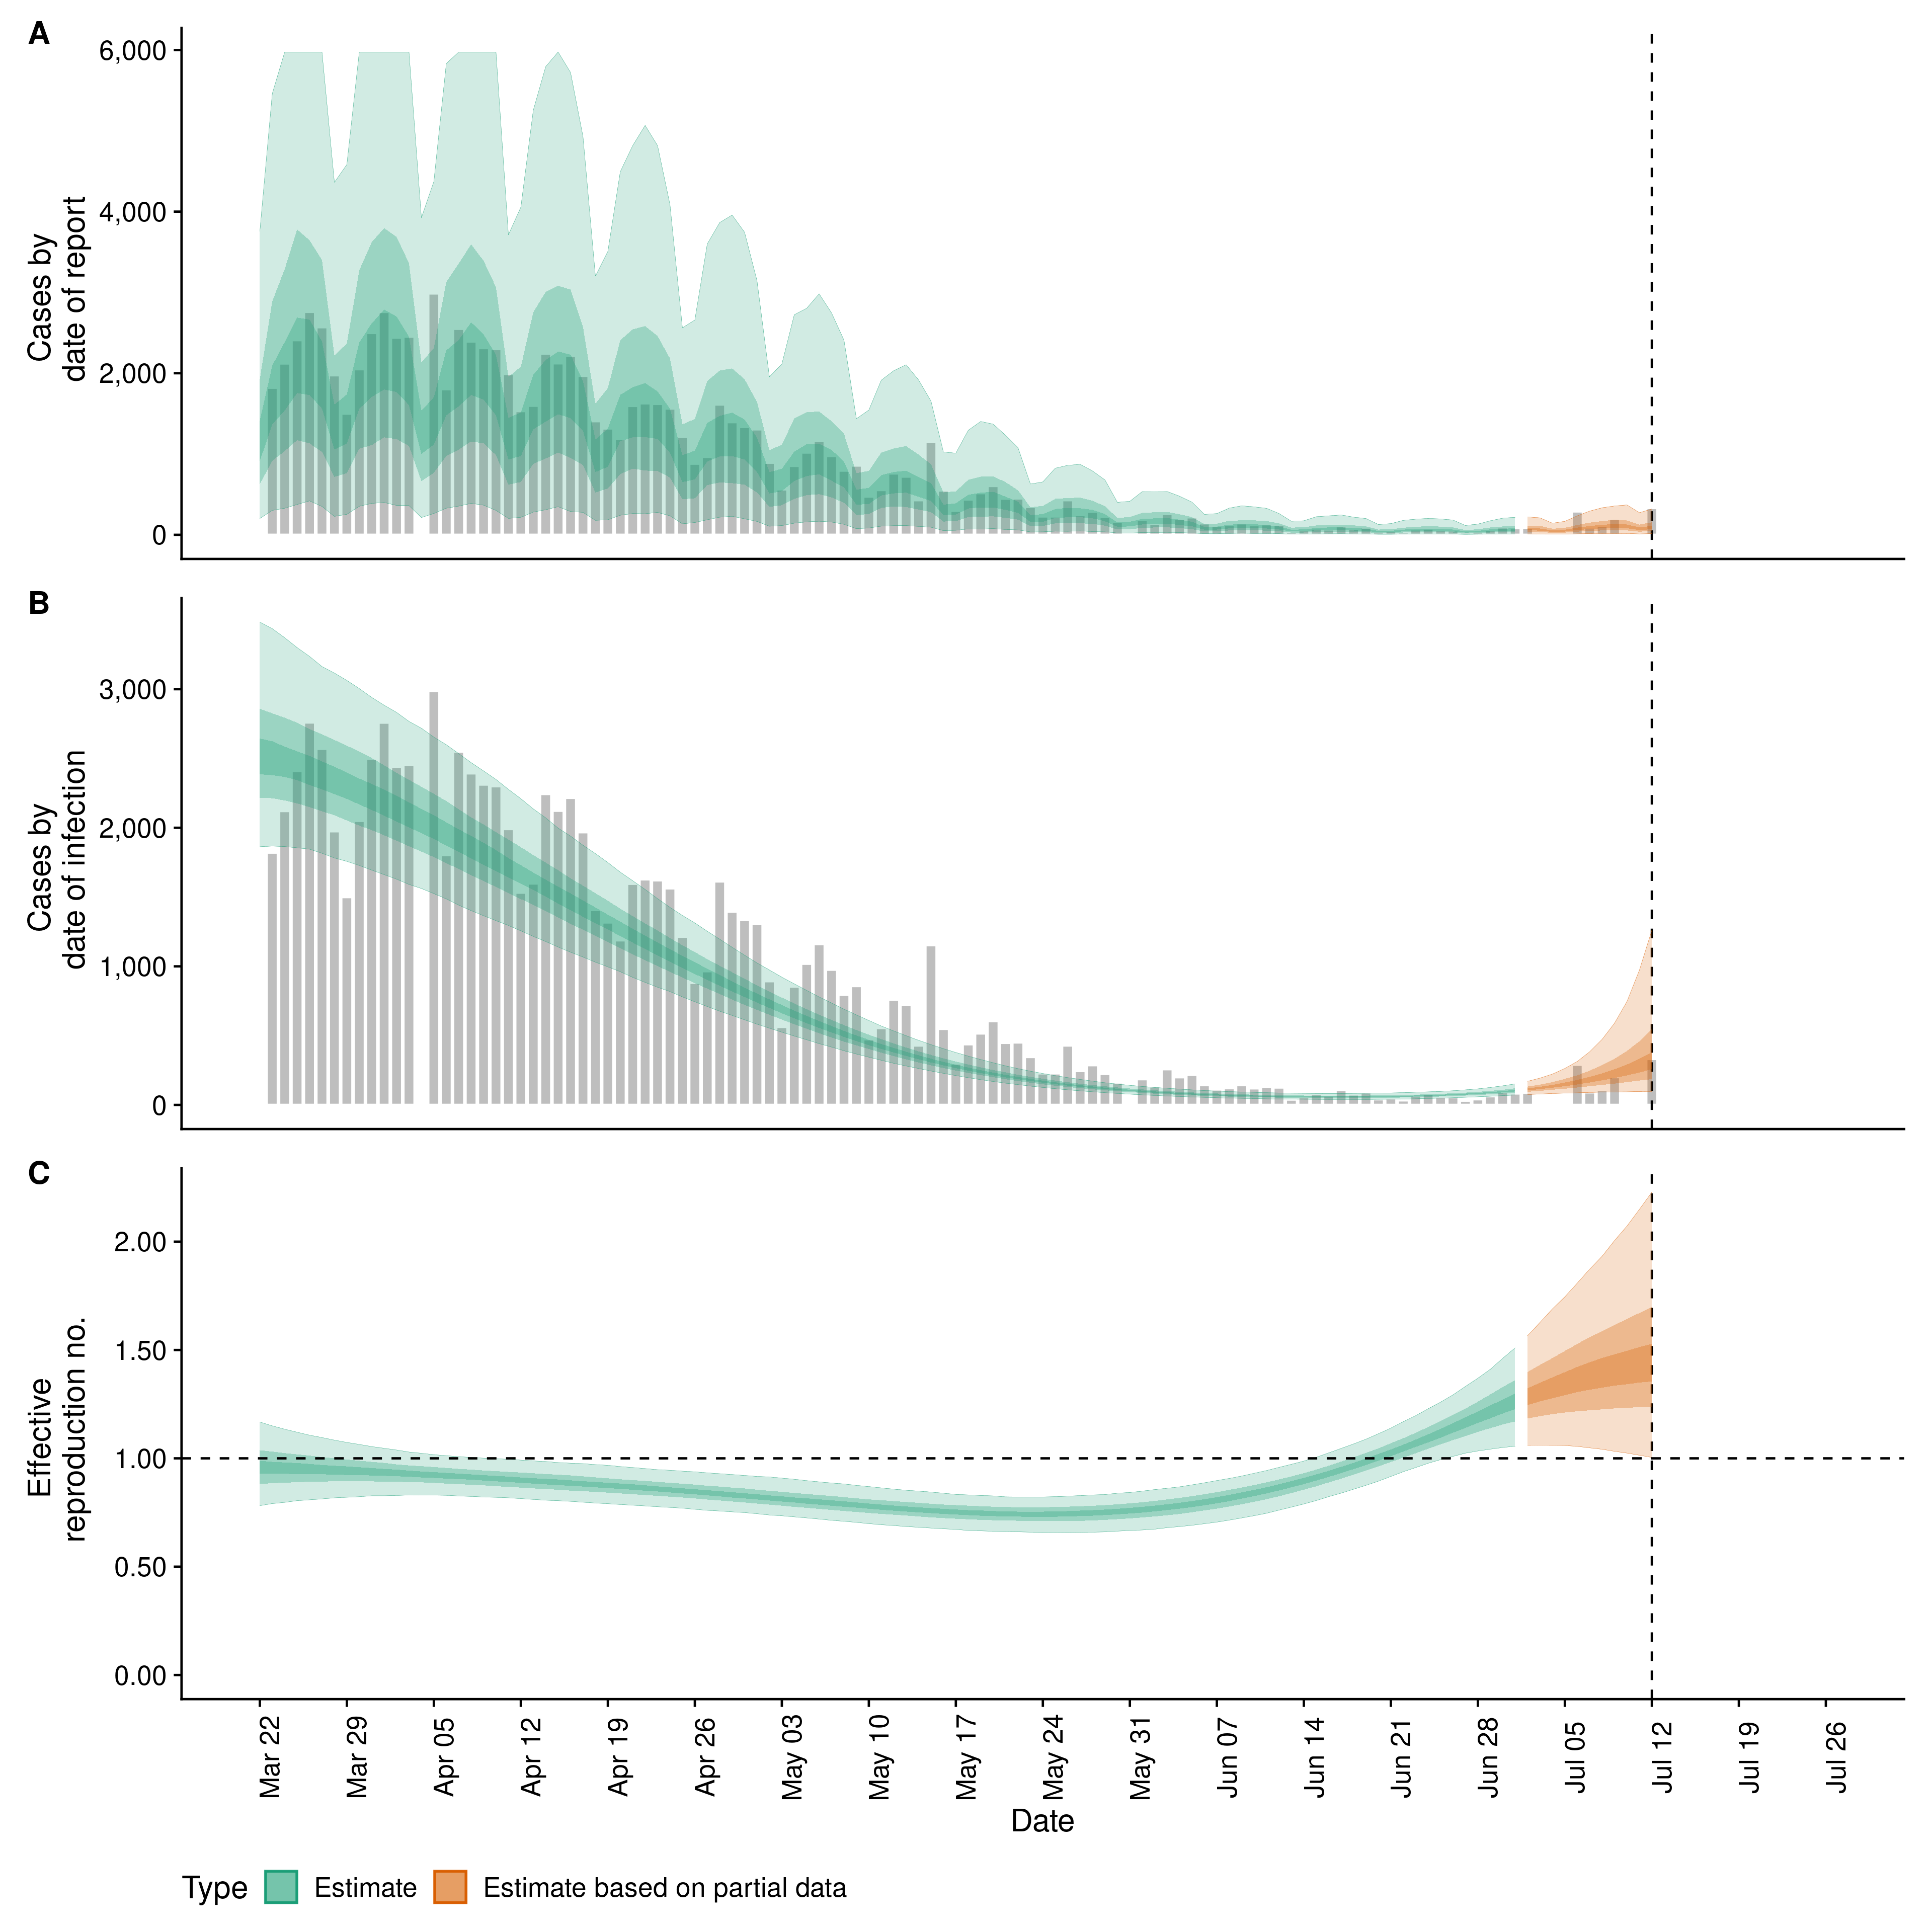 A
6,000
4,000
2,000
0
Cases by
date of report
B
3,000
2,000
1,000
0
Cases by
date of infection
C
2.00
1.50
1.00
0.50
0.00
Effective
reproduction no.
Mar 22
Mar 29
Apr 05
Apr 12
Apr 19
Apr 26
May 03
May 10
May 17
May 24
May 31
Jun 07
Jun 14
Jun 21
Jun 28
Jul 05
Jul 12
Jul 19
Jul 26
Date
Type Estimate Estimate based on partial data